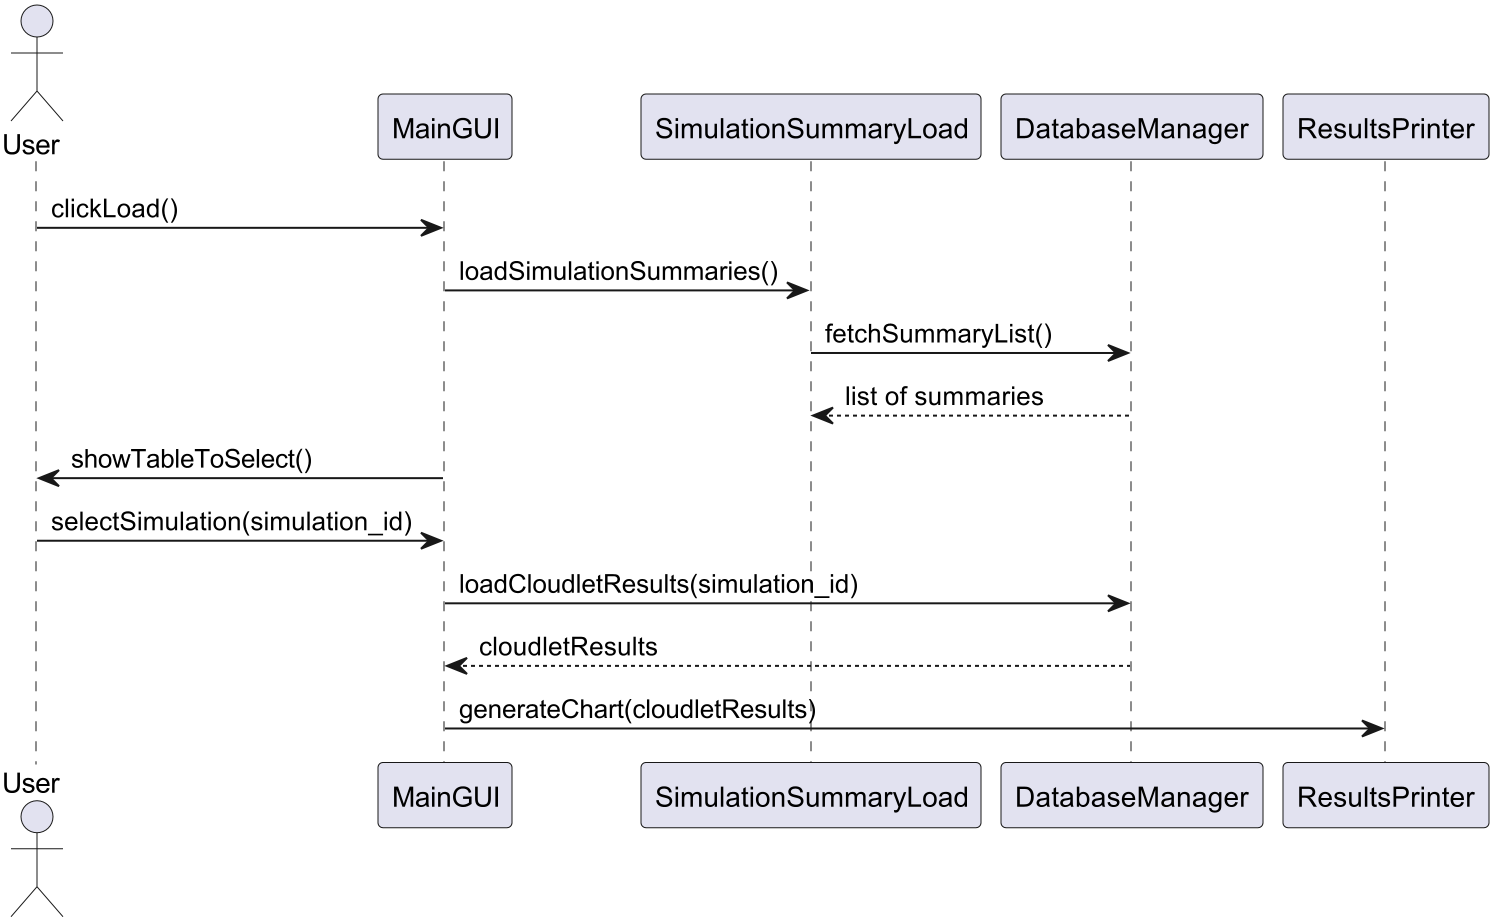 User
MainGUI
SimulationSummaryLoad
DatabaseManager
ResultsPrinter
clickLoad()
loadSimulationSummaries()
fetchSummaryList()
list of summaries
showTableToSelect()
selectSimulation(simulation_id)
loadCloudletResults(simulation_id)
cloudletResults
generateChart(cloudletResults)
User
MainGUI
SimulationSummaryLoad
DatabaseManager
ResultsPrinter